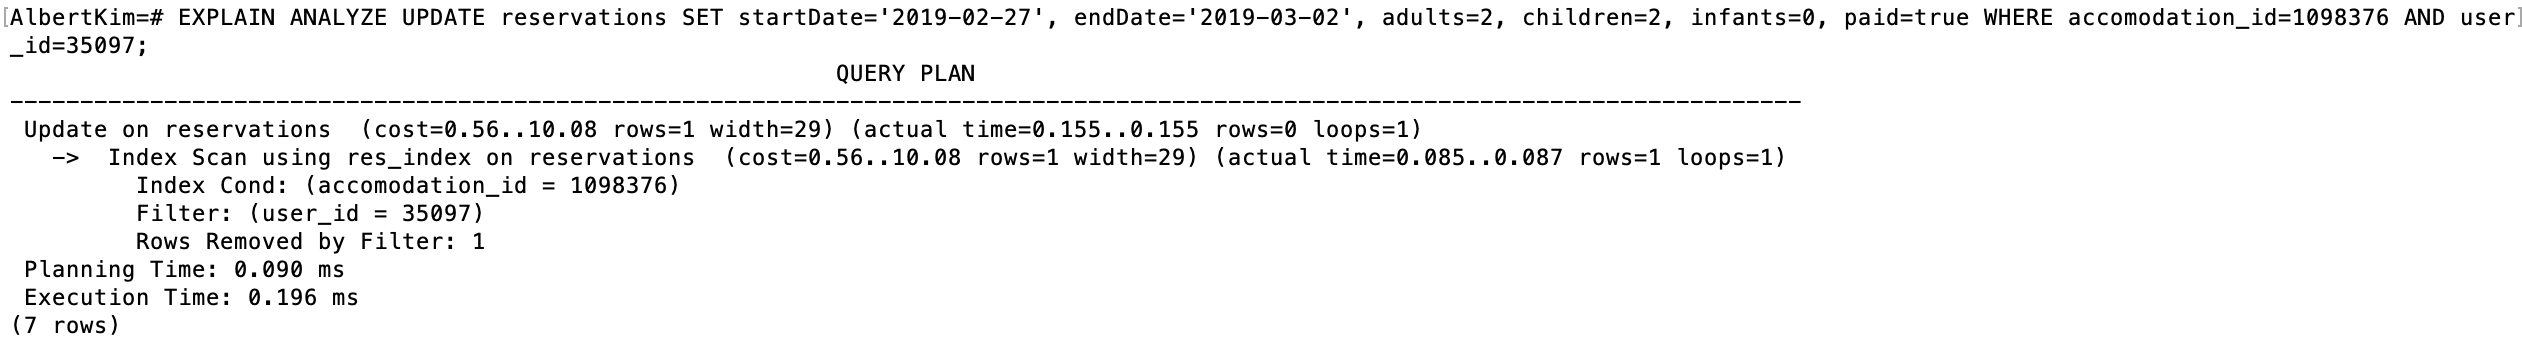 [AlbertKim=# EXPLAIN ANALYZE UPDATE reservations SET startDate='2019-02-27', endDate='2019-03-02', adults=2, children=2, infants=0, paid=true WHERE accomodation_id=1098376 AND user]
_id=35097;
QUERY PLAN
--------------------------------------------------------------------------------------------------------------------------------
Update on reservations  (cost=0.56..10.08 rows=1 width=29) (actual time=0.155..0.155 rows=0 loops=1)
  ->  Index Scan using res_index on reservations  (cost=0.56..10.08 rows=1 width=29) (actual time=0.085..0.087 rows=1 loops=1)
        Index Cond: (accomodation_id = 1098376)
        Filter: (user_id = 35097)
        Rows Removed by Filter: 1
Planning Time: 0.090 ms
Execution Time: 0.196 ms
(7 rows)